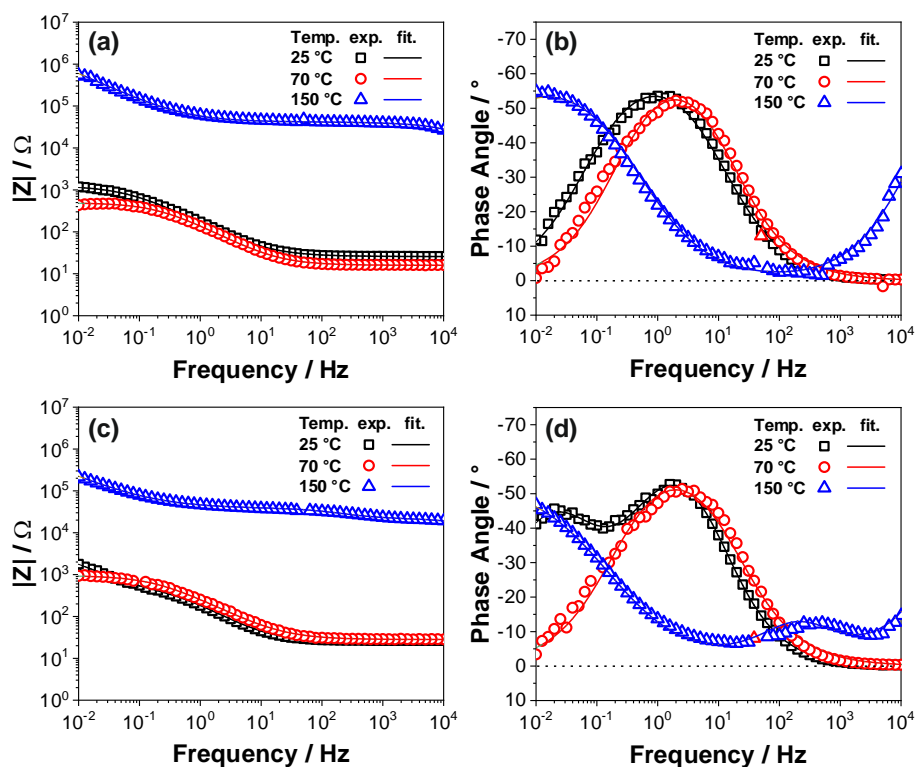 (a)
Temp. exp. fit.
25 °C
70 °C
150 °C
|Z| / Ω
10⁷
10⁶
10⁵
10⁴
10³
10²
10¹
10⁰
10⁻² 10⁻¹ 10⁰ 10¹ 10² 10³ 10⁴
Frequency / Hz
(b)
Temp. exp. fit.
25 °C
70 °C
150 °C
Phase Angle / °
-70
-60
-50
-40
-30
-20
-10
0
10
10⁻² 10⁻¹ 10⁰ 10¹ 10² 10³ 10⁴
Frequency / Hz
(c)
Temp. exp. fit.
25 °C
70 °C
150 °C
|Z| / Ω
10⁷
10⁶
10⁵
10⁴
10³
10²
10¹
10⁰
10⁻² 10⁻¹ 10⁰ 10¹ 10² 10³ 10⁴
Frequency / Hz
(d)
Temp. exp. fit.
25 °C
70 °C
150 °C
Phase Angle / °
-70
-60
-50
-40
-30
-20
-10
0
10
10⁻² 10⁻¹ 10⁰ 10¹ 10² 10³ 10⁴
Frequency / Hz